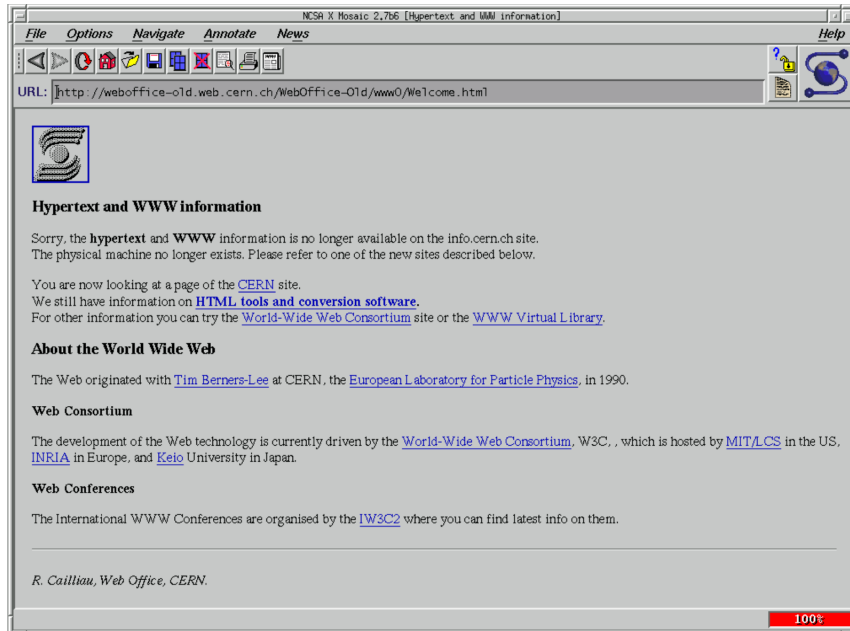 NCSA X Mosaic 2.7b6 [Hypertext and WWW information]
File Options Navigate Annotate News Help
URL: http://weboffice-old.web.cern.ch/WebOffice-Old/www0/Welcome.html
Hypertext and WWW information
Sorry, the hypertext and WWW information is no longer available on the info.cern.ch site.
The physical machine no longer exists. Please refer to one of the new sites described below.
You are now looking at a page of the CERN site.
We still have information on HTML tools and conversion software.
For other information you can try the World-Wide Web Consortium site or the WWW Virtual Library.
About the World Wide Web
The Web originated with Tim Berners-Lee at CERN, the European Laboratory for Particle Physics, in 1990.
Web Consortium
The development of the Web technology is currently driven by the World-Wide Web Consortium, W3C, , which is hosted by MIT/LCS in the US,
INRIA in Europe, and Keio University in Japan.
Web Conferences
The International WWW Conferences are organised by the IW3C2 where you can find latest info on them.
R. Cailliau, Web Office, CERN.
100%